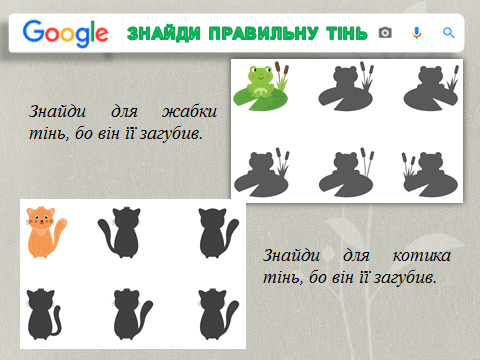 Google ЗНАЙДИ ПРАВИЛЬНУ ТІНЬ
Знайди для жабки
тінь, бо він її загубив.
Знайди для котика
тінь, бо він її загубив.